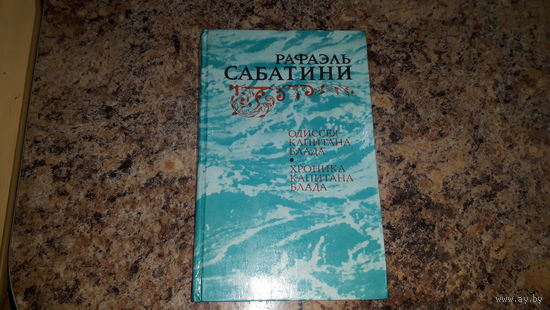 РАФАЭЛЬ
САБАТИНИ
ОДИССЕЯ
КАПИТАНА
БЛАДА
•
ХРОНИКА
КАПИТАНА
БЛАДА
© www.ay.by